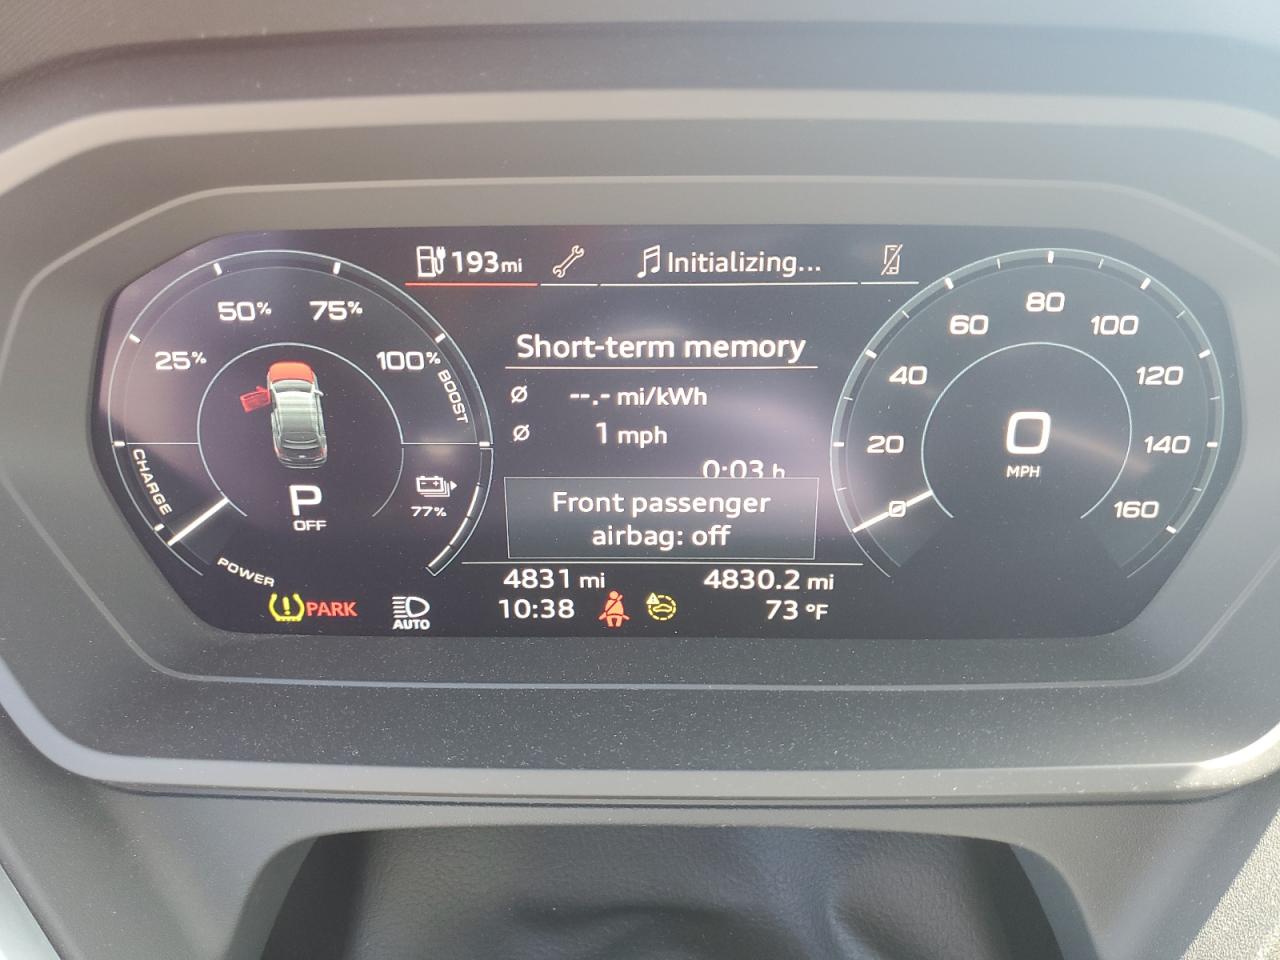 193mi
Initializing...
50%
75%
25%
100%
BOOST
CHARGE
POWER
P
OFF
77%
Short-term memory
Ø --.- mi/kWh
Ø 1 mph
0:03 h
Front passenger
airbag: off
4831 mi 4830.2 mi
PARK
AUTO
10:38
73 °F
0
20
40
60
80
100
120
140
160
0
MPH